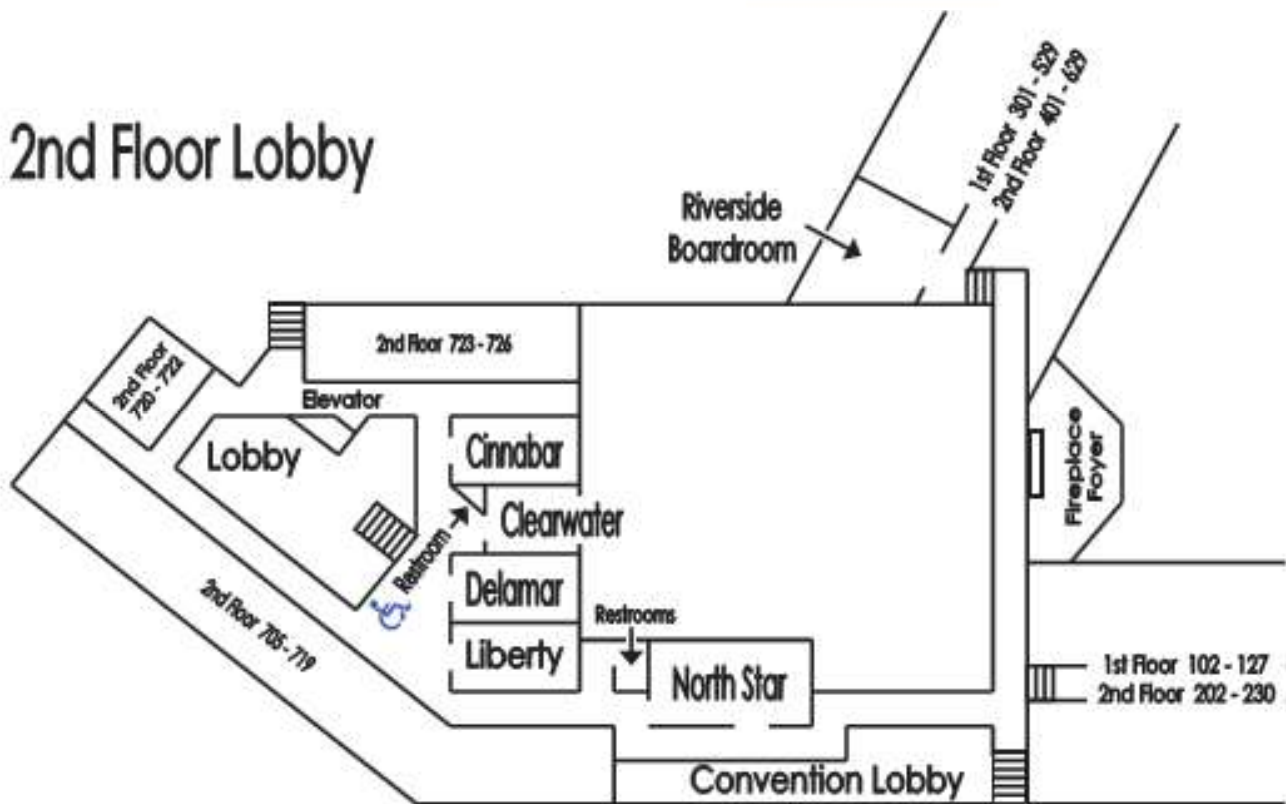 2nd Floor Lobby
1st Floor 301 - 529
2nd Floor 401 - 629
Riverside
Boardroom
2nd Floor 723 - 726
2nd Floor
720 - 722
Elevator
Lobby
Cinnabar
Fireplace
Foyer
Clearwater
Restroom
Delamar
2nd Floor 705 - 719
Restrooms
Liberty
North Star
1st Floor 102 - 127
2nd Floor 202 - 230
Convention Lobby